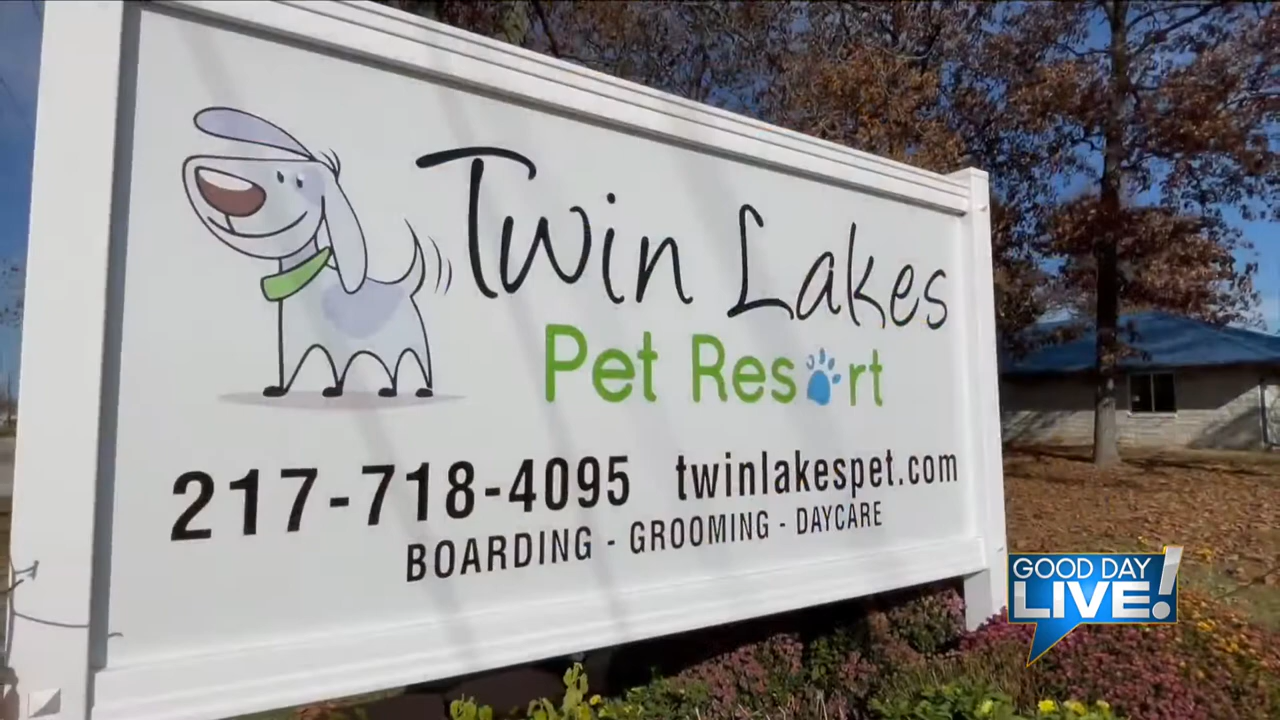 Twin Lakes
Pet Resort
217-718-4095 twinlakespet.com
BOARDING - GROOMING - DAYCARE
GOOD DAY
LIVE!